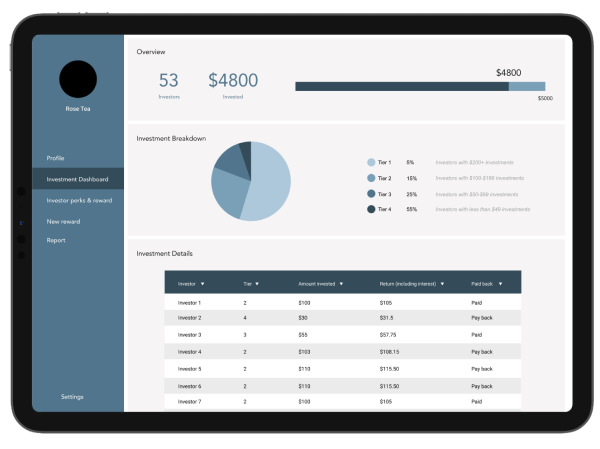 Overview
53
Investors
$4800
Invested
$4800
$5000
Rose Tea
Profile
Investment Dashboard
Investor perks & reward
New reward
Report
Settings
Investment Breakdown
Tier 1 5% Investors with $200+ investments
Tier 2 15% Investors with $100-$199 investments
Tier 3 25% Investors with $50-$99 investments
Tier 4 55% Investors with less than $49 investments
Investment Details
Investor ▼ Tier ▼ Amount invested ▼ Return (including interest) ▼ Paid back ▼
Investor 1 2 $100 $105 Paid
Investor 2 4 $30 $31.5 Pay back
Investor 3 3 $55 $57.75 Pay back
Investor 4 2 $103 $108.15 Pay back
Investor 5 2 $110 $115.50 Pay back
Investor 6 2 $110 $115.50 Pay back
Investor 7 2 $100 $105 Paid